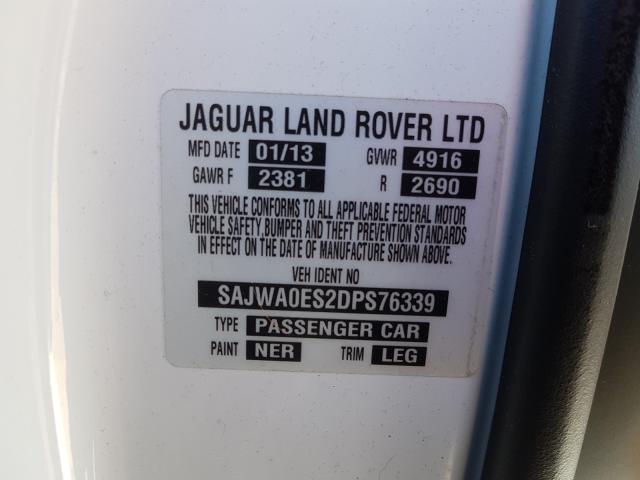 JAGUAR LAND ROVER LTD
MFD DATE 01/13 GVWR 4916
GAWR F 2381 R 2690
THIS VEHICLE CONFORMS TO ALL APPLICABLE FEDERAL MOTOR
VEHICLE SAFETY,BUMPER AND THEFT PREVENTION STANDARDS
IN EFFECT ON THE DATE OF MANUFACTURE SHOWN ABOVE.
VEH IDENT NO
SAJWA0ES2DPS76339
TYPE PASSENGER CAR
PAINT NER TRIM LEG